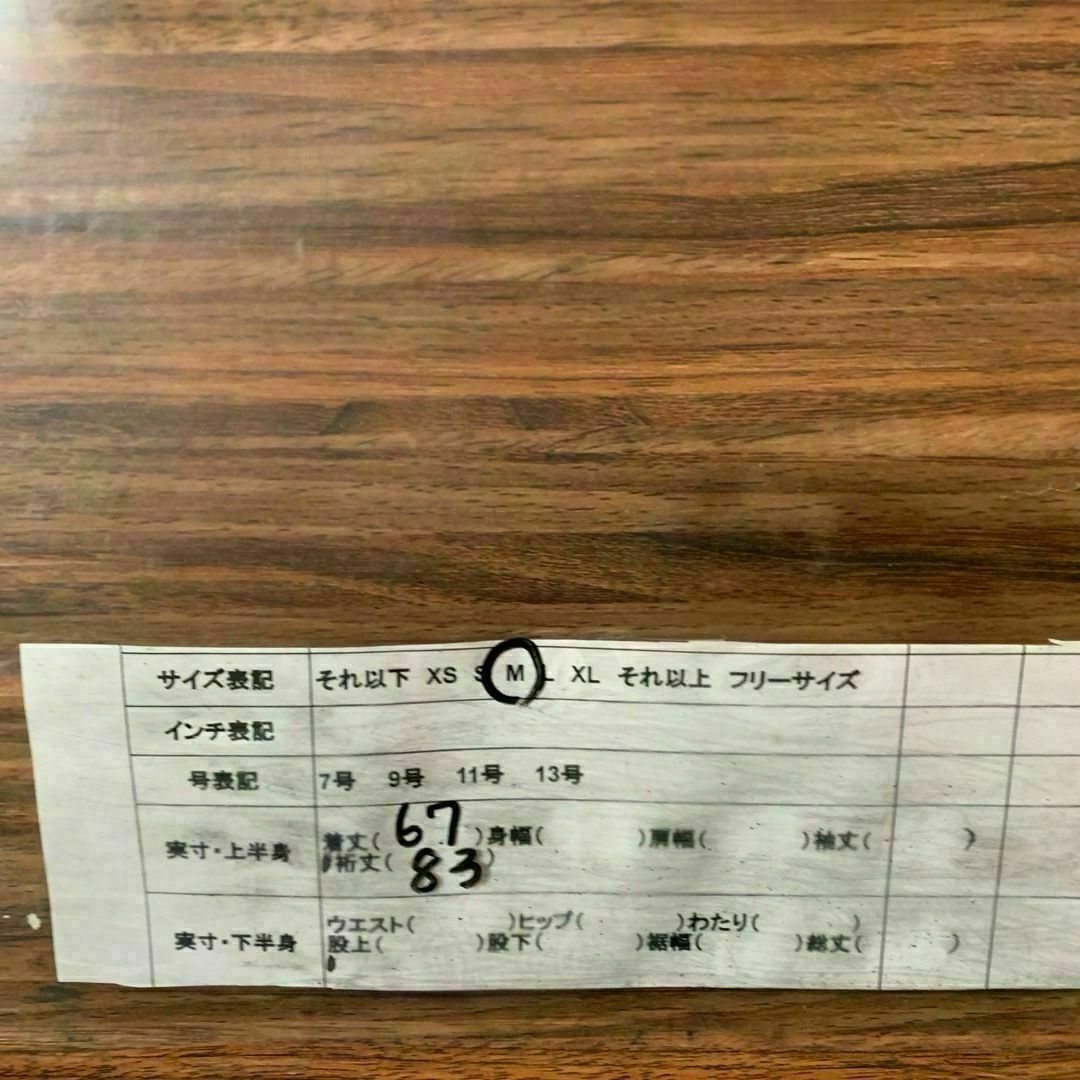 サイズ表記 それ以下 XS S M L XL それ以上 フリーサイズ
インチ表記
号表記 7号 9号 11号 13号
実寸・上半身 着丈( 67 )身幅( )肩幅( )袖丈( )
裄丈( 83 )
実寸・下半身 ウエスト( )ヒップ( )わたり( )
股上( )股下( )裾幅( )総丈( )